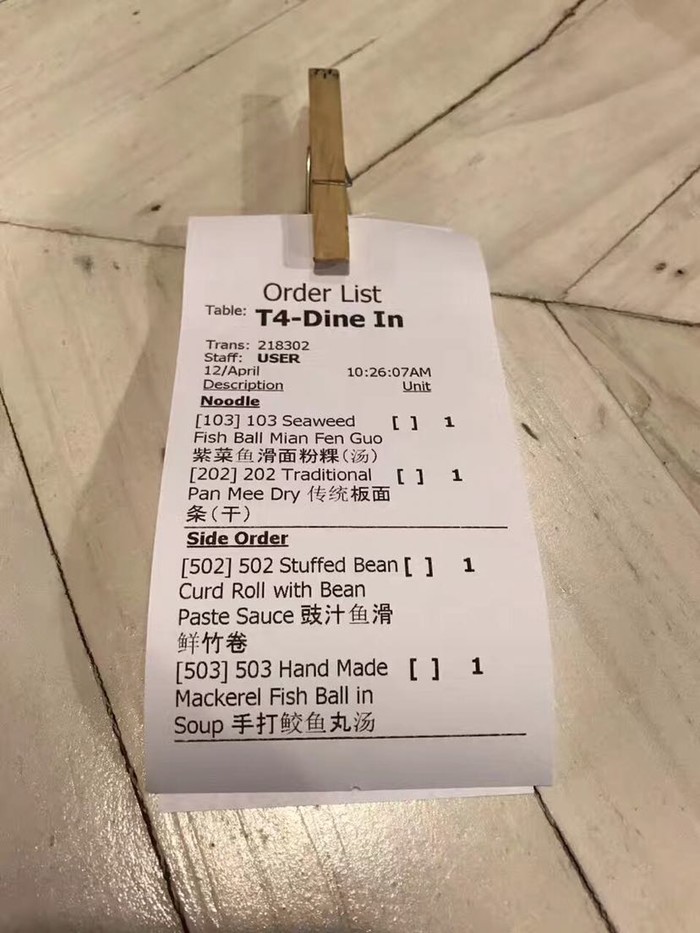 Order List
Table: T4-Dine In
Trans: 218302
Staff: USER
12/April 10:26:07AM
Description Unit
Noodle
[103] 103 Seaweed [ ] 1
Fish Ball Mian Fen Guo
紫菜鱼滑面粉粿(汤)
[202] 202 Traditional [ ] 1
Pan Mee Dry 传统板面
条(干)
Side Order
[502] 502 Stuffed Bean [ ] 1
Curd Roll with Bean
Paste Sauce 豉汁鱼滑
鲜竹卷
[503] 503 Hand Made [ ] 1
Mackerel Fish Ball in
Soup 手打鲛鱼丸汤